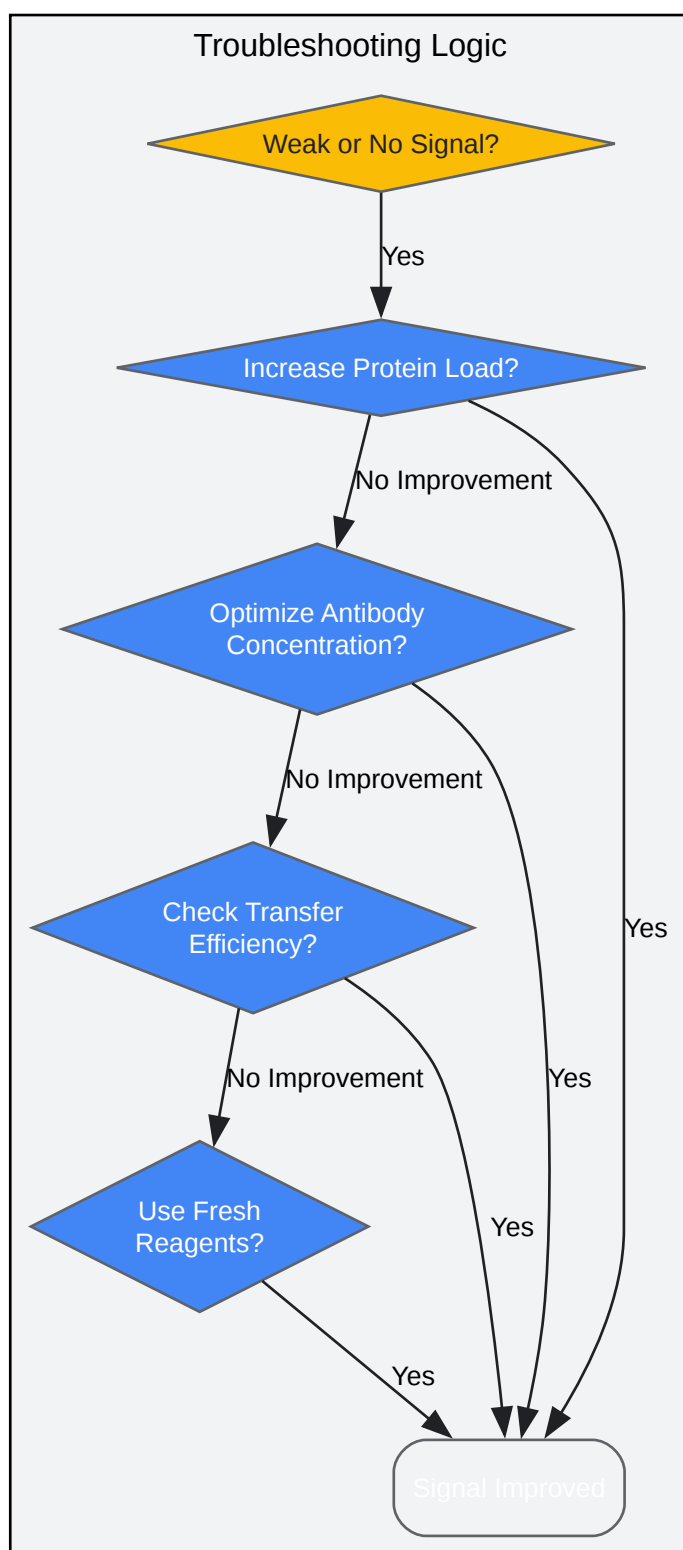 Troubleshooting Logic
Weak or No Signal?
Yes
Increase Protein Load?
No Improvement
Optimize Antibody
Concentration?
No Improvement
Check Transfer
Efficiency?
Yes
No Improvement
Yes
Use Fresh
Reagents?
Yes
Yes
Signal Improved